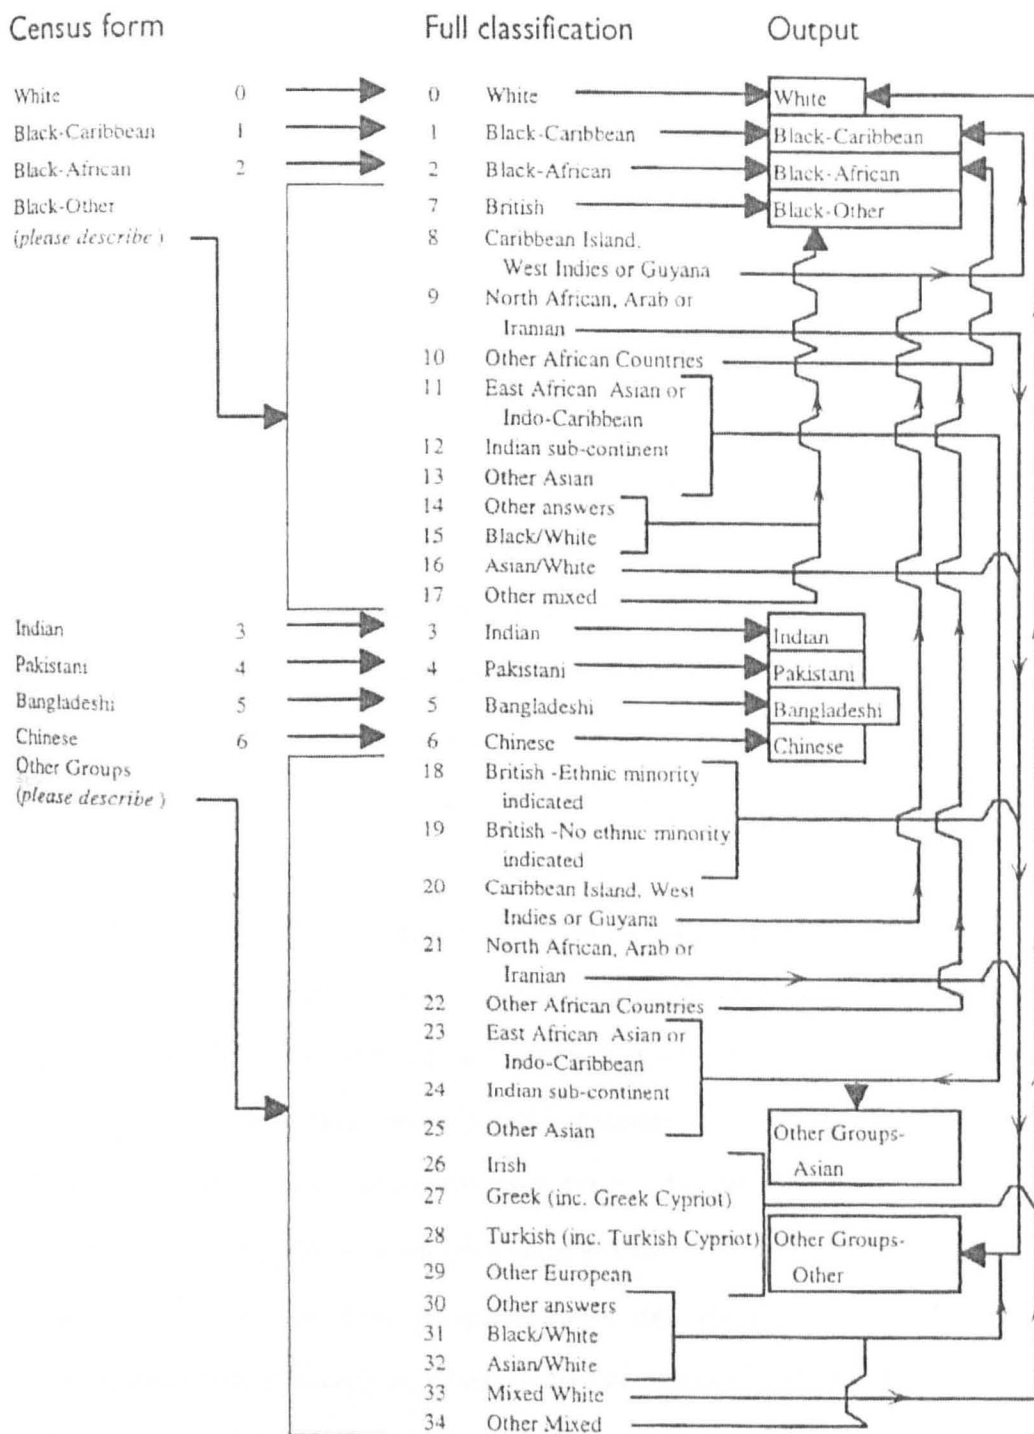 Census form Full classification Output
White 0 0 White White
Black-Caribbean 1 1 Black-Caribbean Black-Caribbean
Black-African 2 2 Black-African Black-African
Black-Other 7 British Black-Other
(please describe) 8 Caribbean Island,
West Indies or Guyana
9 North African, Arab or
Iranian
10 Other African Countries
11 East African Asian or
Indo-Caribbean
12 Indian sub-continent
13 Other Asian
14 Other answers
15 Black/White
16 Asian/White
17 Other mixed
Indian 3 3 Indian Indian
Pakistani 4 4 Pakistani Pakistani
Bangladeshi 5 5 Bangladeshi Bangladeshi
Chinese 6 6 Chinese Chinese
Other Groups 18 British -Ethnic minority
(please describe) indicated
19 British -No ethnic minority
indicated
20 Caribbean Island, West
Indies or Guyana
21 North African, Arab or
Iranian
22 Other African Countries
23 East African Asian or
Indo-Caribbean
24 Indian sub-continent
25 Other Asian Other Groups-
26 Irish Asian
27 Greek (inc. Greek Cypriot)
28 Turkish (inc. Turkish Cypriot) Other Groups-
29 Other European Other
30 Other answers
31 Black/White
32 Asian/White
33 Mixed White
34 Other Mixed